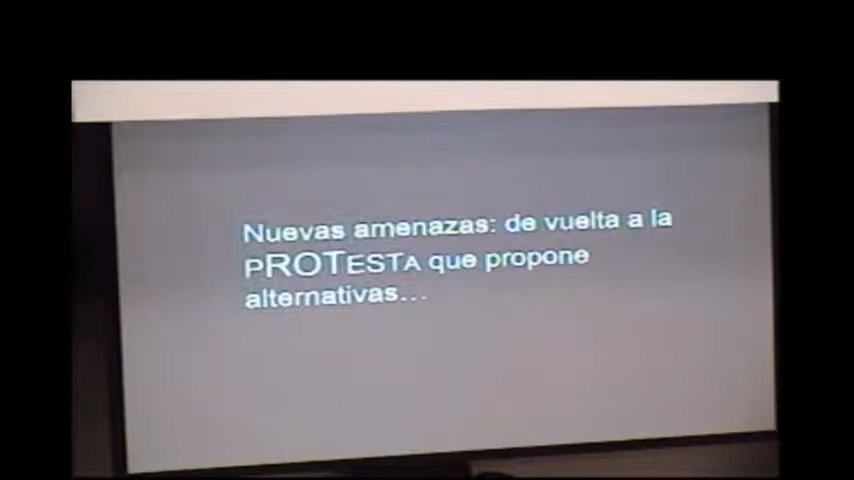 Nuevas amenazas: de vuelta a la
PROTESTA que propone
alternativas...